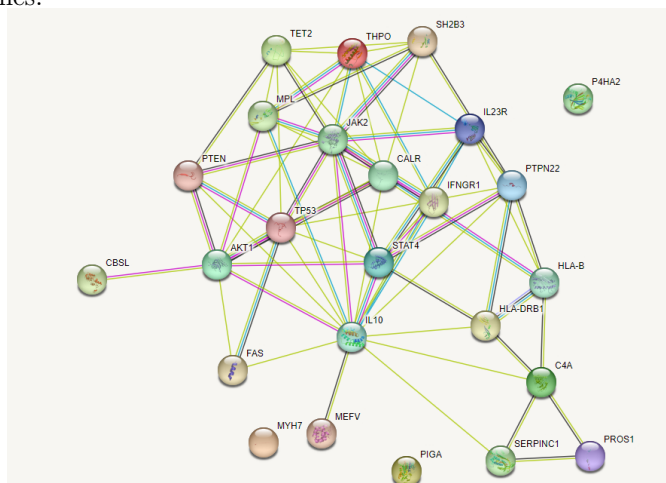 TET2
THPO
SH2B3
P4HA2
MPL
IL23R
JAK2
PTEN
CALR
IFNGR1
PTPN22
TP53
STAT4
AKT1
CBSL
HLA-B
HLA-DRB1
IL10
FAS
C4A
MYH7
MEFV
SERPINC1
PROS1
PIGA